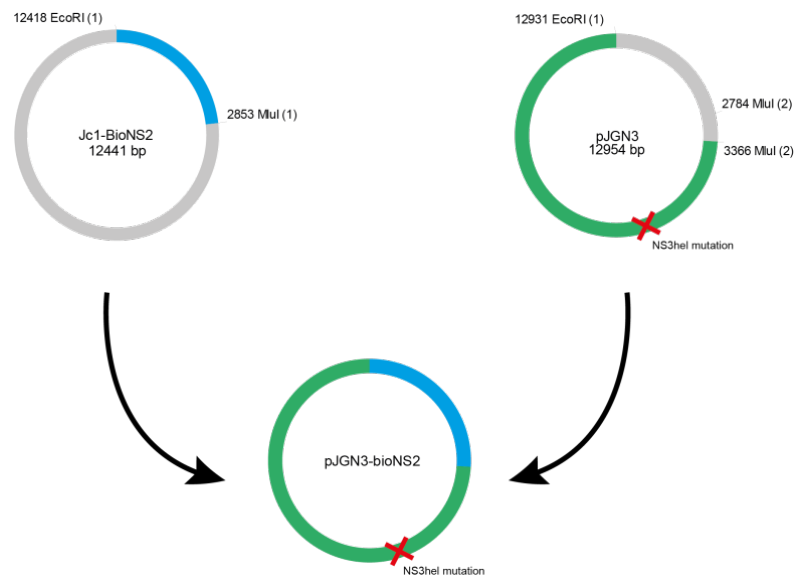 12418 EcoRI (1)
2853 MluI (1)
Jc1-BioNS2
12441 bp
12931 EcoRI (1)
2784 MluI (2)
pJGN3
12954 bp
3366 MluI (2)
NS3hel mutation
pJGN3-bioNS2
NS3hel mutation